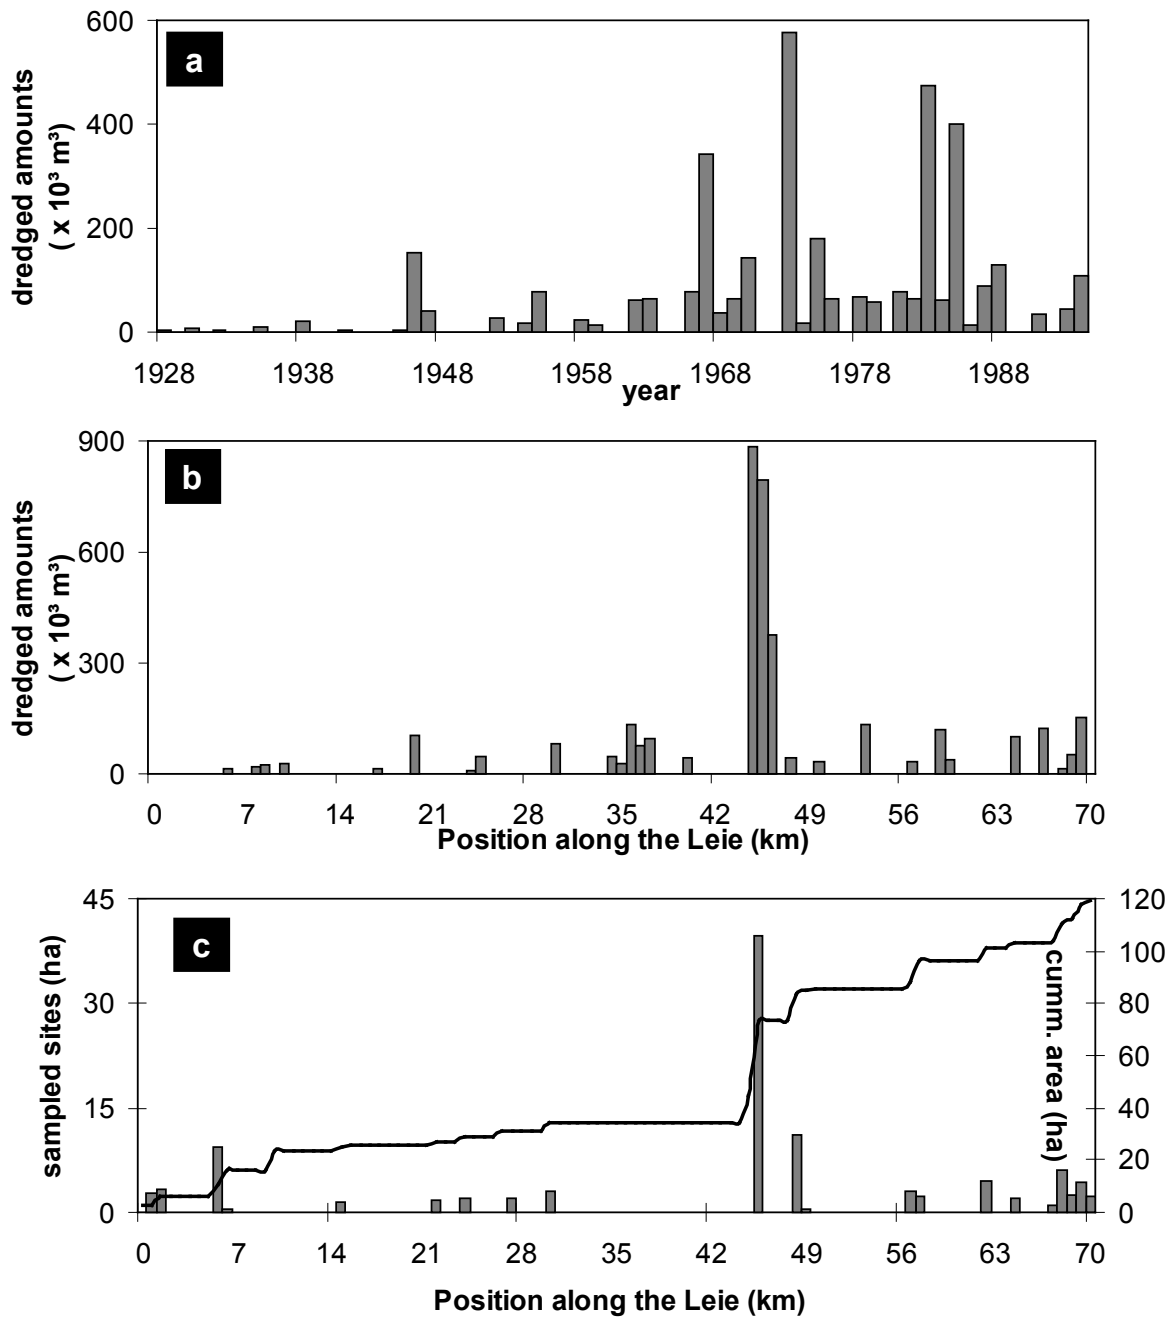 a
600
400
200
0
dredged amounts
( x 10³ m³)
1928 1938 1948 1958 1968 1978 1988
year
b
900
600
300
0
dredged amounts
( x 10³ m³)
0 7 14 21 28 35 42 49 56 63 70
Position along the Leie (km)
c
45
30
15
0
sampled sites (ha)
120
100
80
60
40
20
0
cumm. area (ha)
0 7 14 21 28 35 42 49 56 63 70
Position along the Leie (km)